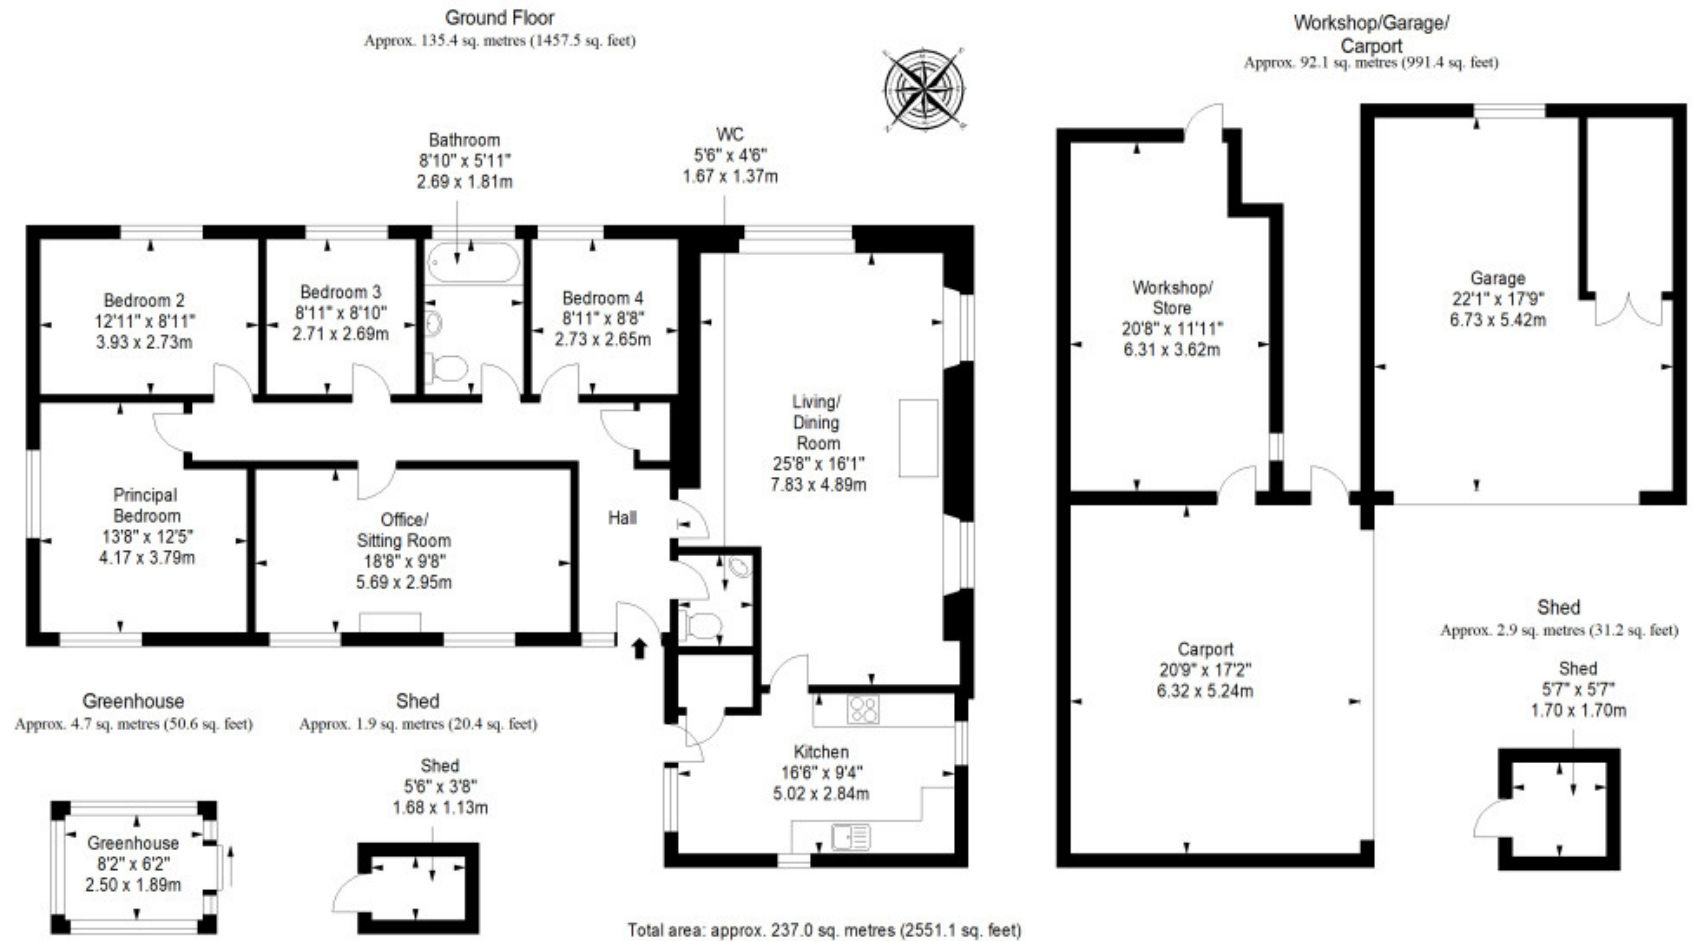 Ground Floor
Approx. 135.4 sq. metres (1457.5 sq. feet)
Workshop/Garage/
Carport
Approx. 92.1 sq. metres (991.4 sq. feet)
Bathroom
8'10" x 5'11"
2.69 x 1.81m
WC
5'6" x 4'6"
1.67 x 1.37m
Bedroom 2
12'11" x 8'11"
3.93 x 2.73m
Bedroom 3
8'11" x 8'10"
2.71 x 2.69m
Bedroom 4
8'11" x 8'8"
2.73 x 2.65m
Living/
Dining
Room
25'8" x 16'1"
7.83 x 4.89m
Workshop/
Store
20'8" x 11'11"
6.31 x 3.62m
Garage
22'1" x 17'9"
6.73 x 5.42m
Principal
Bedroom
13'8" x 12'5"
4.17 x 3.79m
Office/
Sitting Room
18'8" x 9'8"
5.69 x 2.95m
Hall
Carport
20'9" x 17'2"
6.32 x 5.24m
Shed
Approx. 2.9 sq. metres (31.2 sq. feet)
Shed
5'7" x 5'7"
1.70 x 1.70m
Greenhouse
Approx. 4.7 sq. metres (50.6 sq. feet)
Shed
Approx. 1.9 sq. metres (20.4 sq. feet)
Shed
5'6" x 3'8"
1.68 x 1.13m
Kitchen
16'6" x 9'4"
5.02 x 2.84m
Greenhouse
8'2" x 6'2"
2.50 x 1.89m
Total area: approx. 237.0 sq. metres (2551.1 sq. feet)